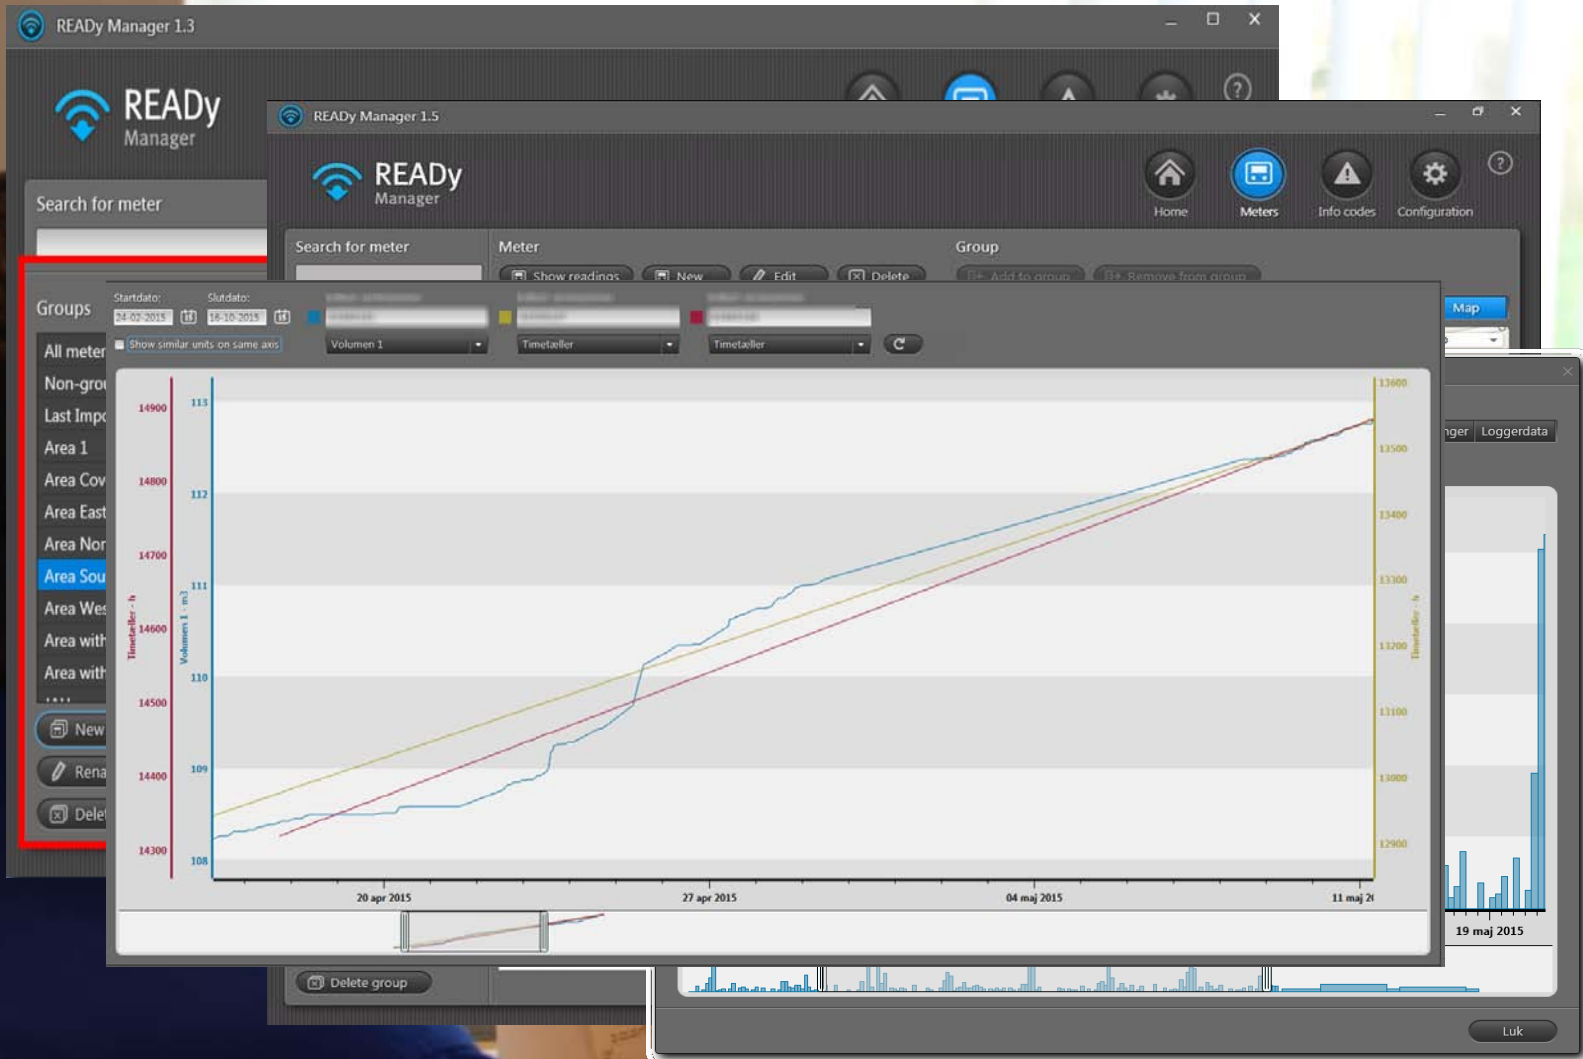 READy Manager 1.3
READy
Manager
?
Search for meter
READy Manager 1.5
READy
Manager
Home
Meters
Info codes
Configuration
?
Search for meter
Meter
Group
Show readings
New
Edit
Delete
Add to group
Remove from group
Map
Groups
All meter
Non-grou
Last Impo
Area 1
Area Cov
Area East
Area Nor
Area Sou
Area Wes
Area with
Area with
New
Rena
Dele
Startdato:
Slutdato:
24-02-2015
16-10-2015
Show similar units on same axis
Volumen 1
Timetæller
Timetæller
14900
14800
14700
14600
14500
14400
14300
Timetæller - h
113
112
111
110
109
108
Volumen 1 - m3
13600
13500
13400
13300
13200
13100
13000
12900
Timetæller - h
20 apr 2015
27 apr 2015
04 maj 2015
11 maj 20
nger
Loggerdata
19 maj 2015
Delete group
Luk